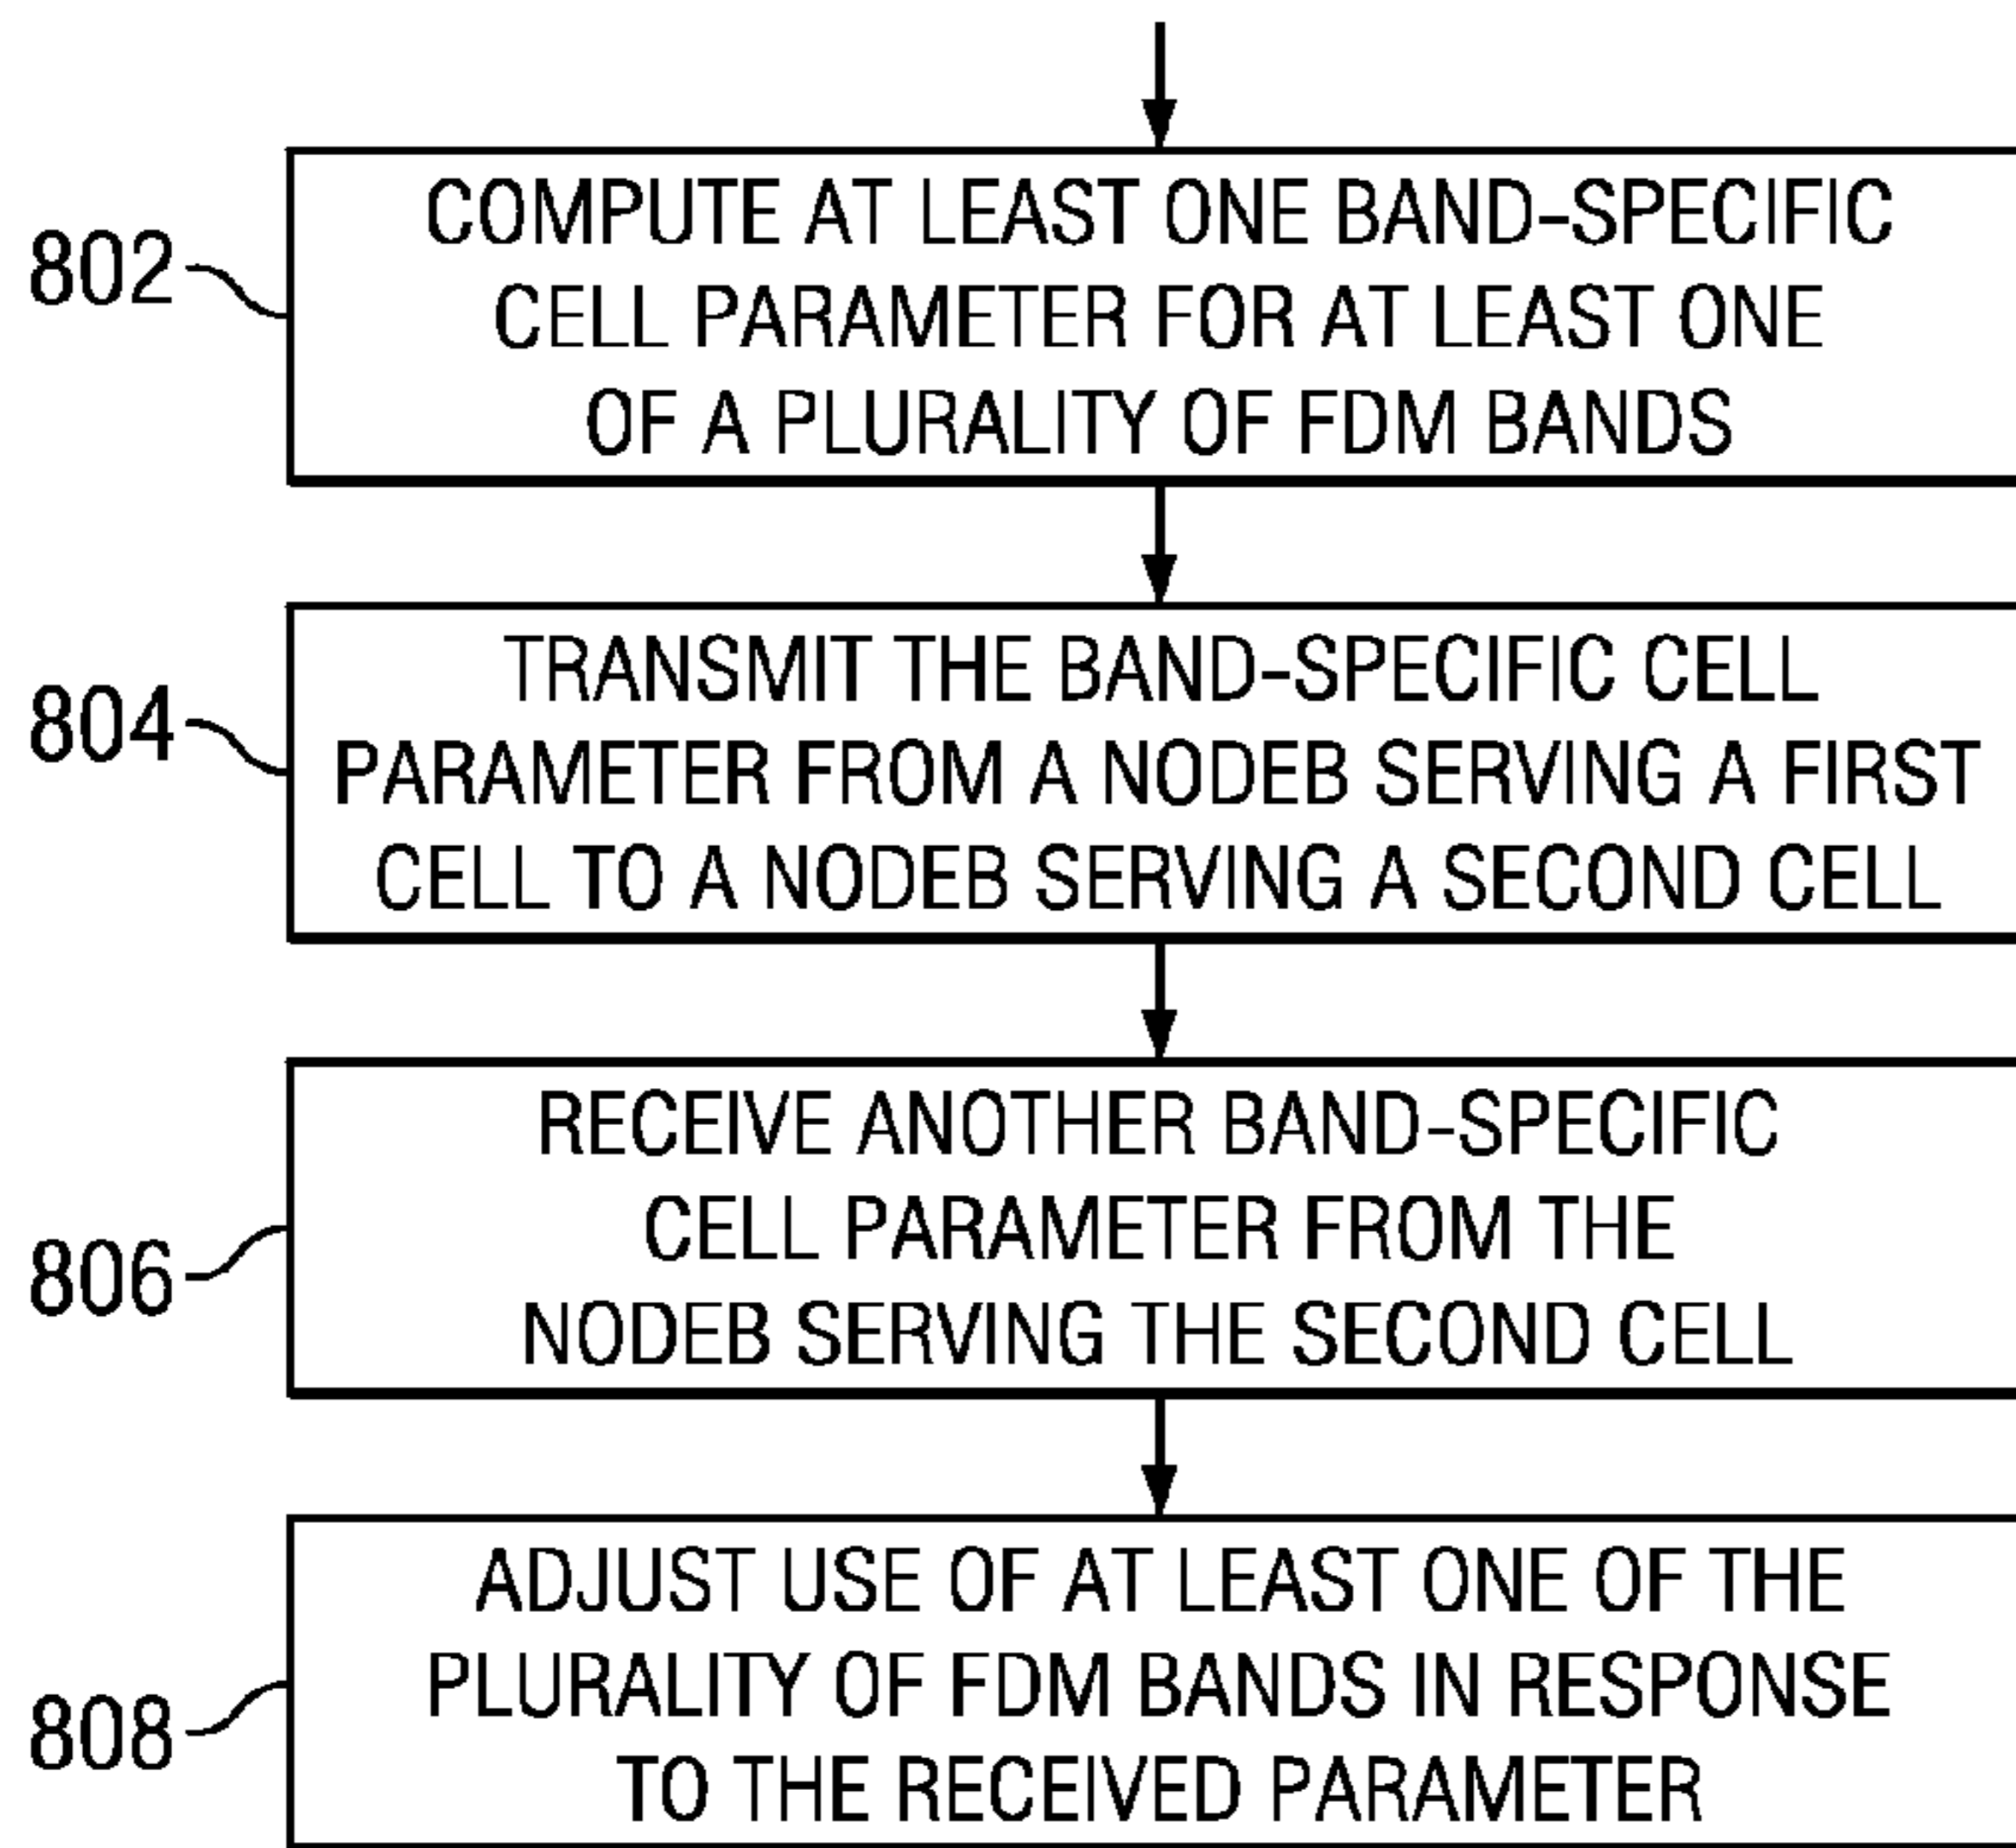 802
COMPUTE AT LEAST ONE BAND-SPECIFIC
CELL PARAMETER FOR AT LEAST ONE
OF A PLURALITY OF FDM BANDS
804
TRANSMIT THE BAND-SPECIFIC CELL
PARAMETER FROM A NODEB SERVING A FIRST
CELL TO A NODEB SERVING A SECOND CELL
806
RECEIVE ANOTHER BAND-SPECIFIC
CELL PARAMETER FROM THE
NODEB SERVING THE SECOND CELL
808
ADJUST USE OF AT LEAST ONE OF THE
PLURALITY OF FDM BANDS IN RESPONSE
TO THE RECEIVED PARAMETER